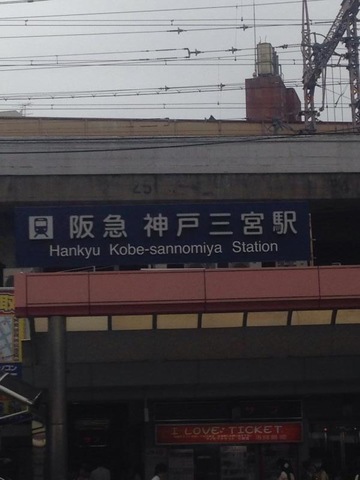 阪急 神戸三宮駅
Hankyu Kobe-sannomiya Station
I LOVE TICKET